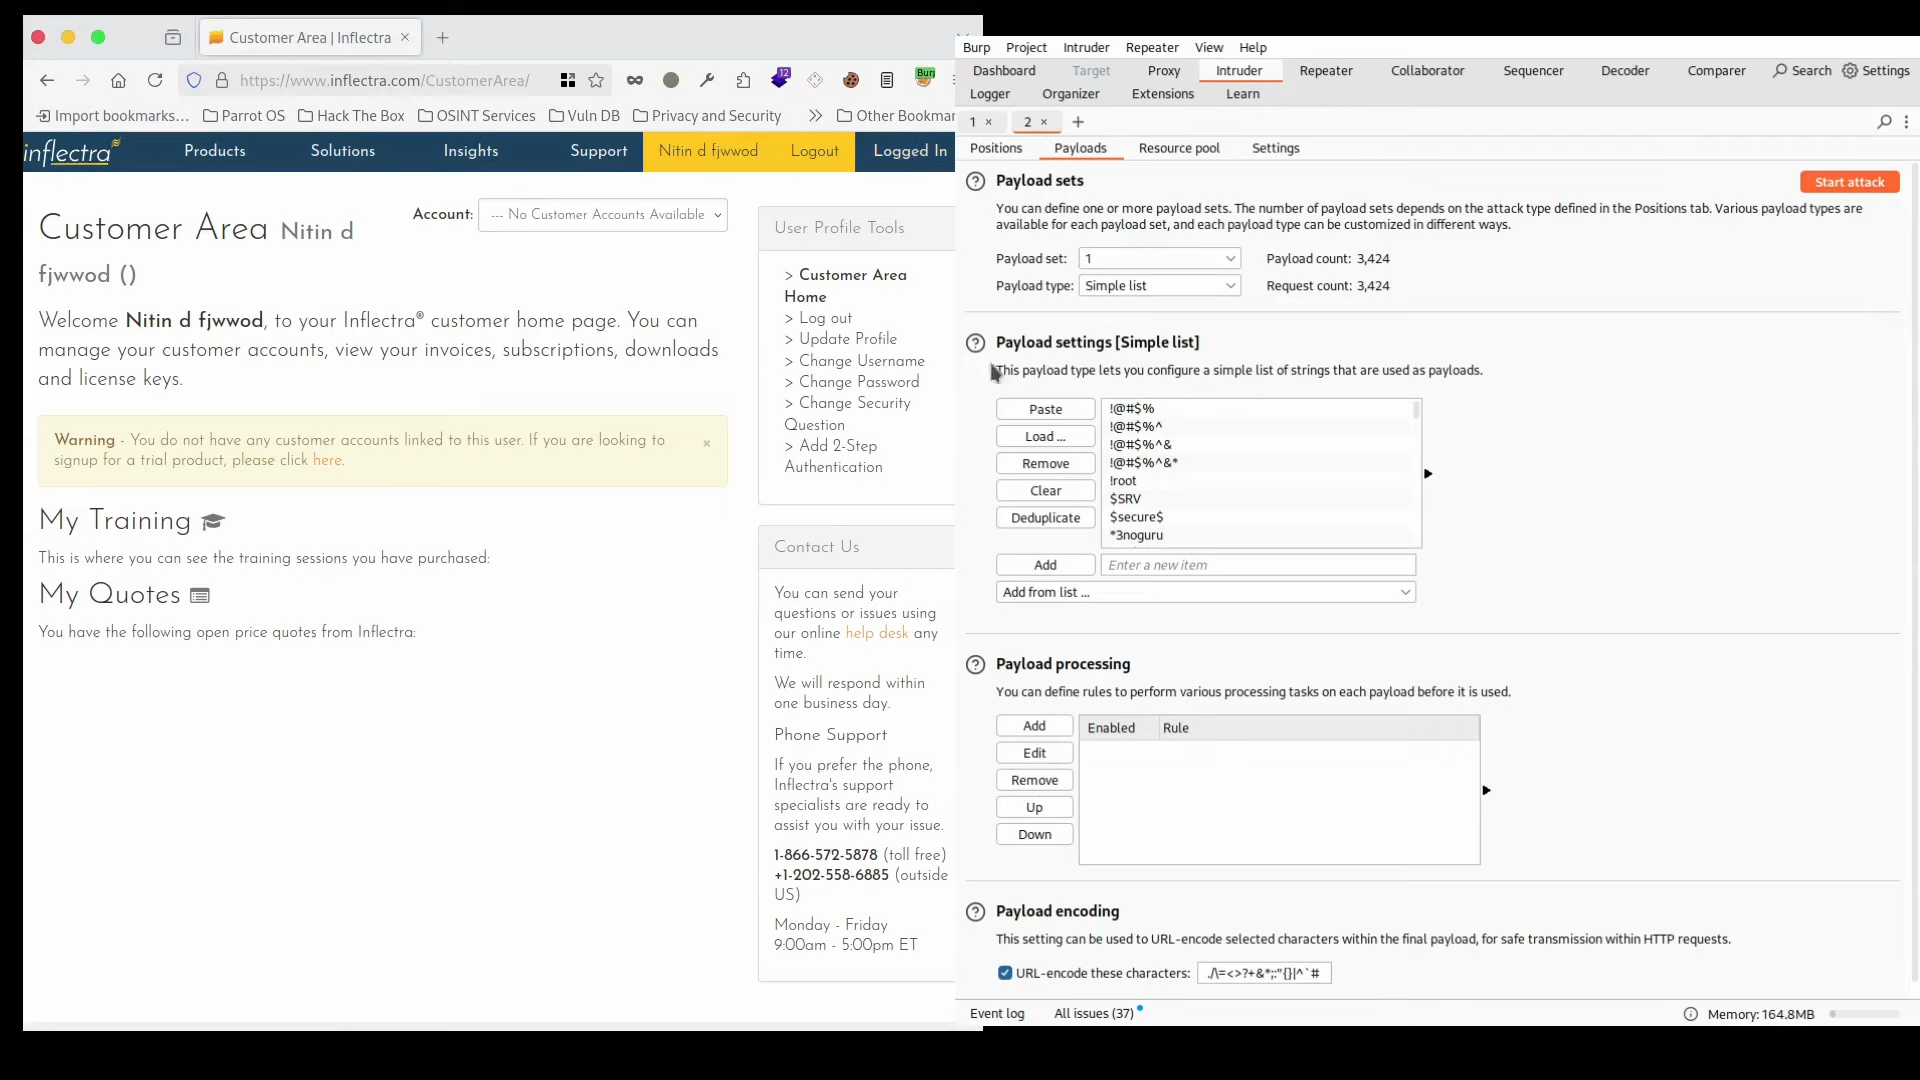 Customer Area | Inflectra
https://www.inflectra.com/CustomerArea/
12
Import bookmarks...
Parrot OS
Hack The Box
OSINT Services
Vuln DB
Privacy and Security
Other Bookmar
inflectra
Products
Solutions
Insights
Support
Nitin d fjwwod
Logout
Logged In
Customer Area Nitin d
fjwwod ()
Account:
--- No Customer Accounts Available
Welcome Nitin d fjwwod, to your Inflectra® customer home page. You can
manage your customer accounts, view your invoices, subscriptions, downloads
and license keys.
Warning - You do not have any customer accounts linked to this user. If you are looking to
signup for a trial product, please click here.
My Training
This is where you can see the training sessions you have purchased:
My Quotes
You have the following open price quotes from Inflectra:
User Profile Tools
> Customer Area
Home
> Log out
> Update Profile
> Change Username
> Change Password
> Change Security
Question
> Add 2-Step
Authentication
Contact Us
You can send your
questions or issues using
our online help desk any
time.
We will respond within
one business day.
Phone Support
If you prefer the phone,
Inflectra's support
specialists are ready to
assist you with your issue.
1-866-572-5878 (toll free)
+1-202-558-6885 (outside
US)
Monday - Friday
9:00am - 5:00pm ET
Burp Project Intruder Repeater View Help
Dashboard Target Proxy Intruder Repeater Collaborator Sequencer Decoder Comparer Search Settings
Logger Organizer Extensions Learn
1 × 2 × +
Positions Payloads Resource pool Settings
Payload sets
Start attack
You can define one or more payload sets. The number of payload sets depends on the attack type defined in the Positions tab. Various payload types are
available for each payload set, and each payload type can be customized in different ways.
Payload set: 1 Payload count: 3,424
Payload type: Simple list Request count: 3,424
Payload settings [Simple list]
This payload type lets you configure a simple list of strings that are used as payloads.
Paste
Load ...
Remove
Clear
Deduplicate
!@#$%
!@#$%^
!@#$%^&
!@#$%^&*
!root
$SRV
$secure$
*3noguru
Add
Enter a new item
Add from list ...
Payload processing
You can define rules to perform various processing tasks on each payload before it is used.
Add
Edit
Remove
Up
Down
Enabled Rule
Payload encoding
This setting can be used to URL-encode selected characters within the final payload, for safe transmission within HTTP requests.
URL-encode these characters: ./\=<>?+&*;:"{}|^`#
Event log All issues (37) Memory: 164.8MB